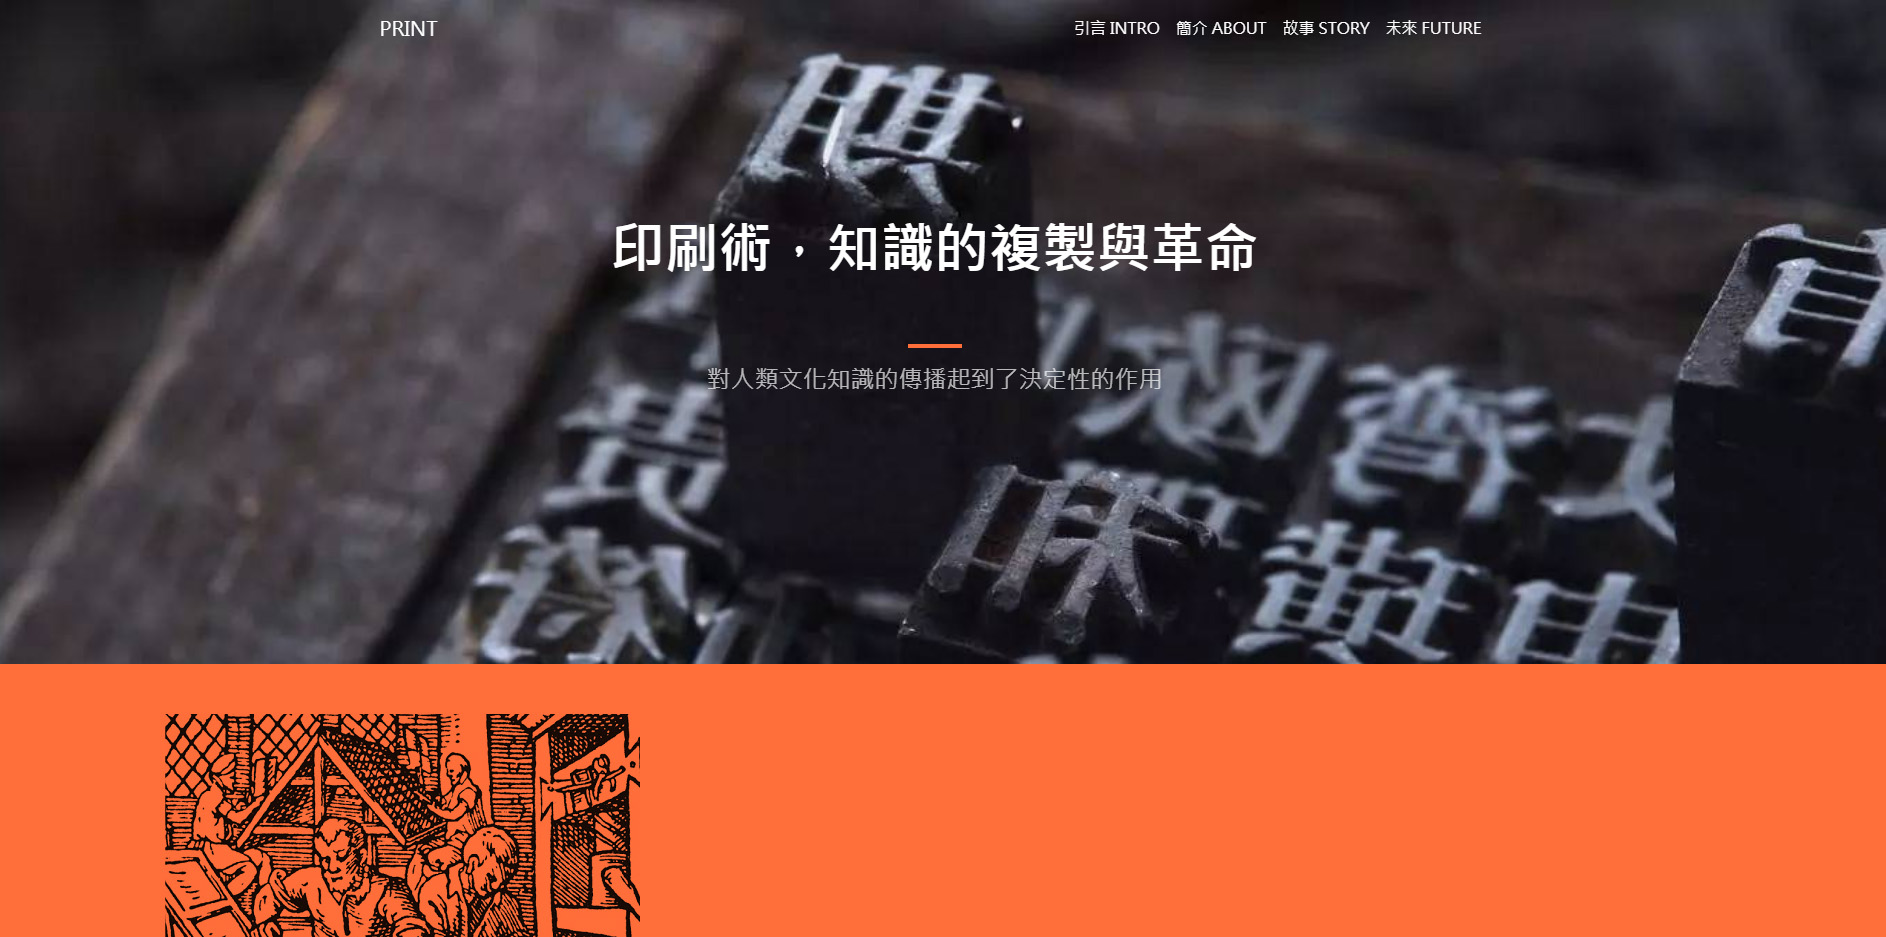 PRINT
引言 INTRO 簡介 ABOUT 故事 STORY 未來 FUTURE
印刷術，知識的複製與革命
對人類文化知識的傳播起到了決定性的作用